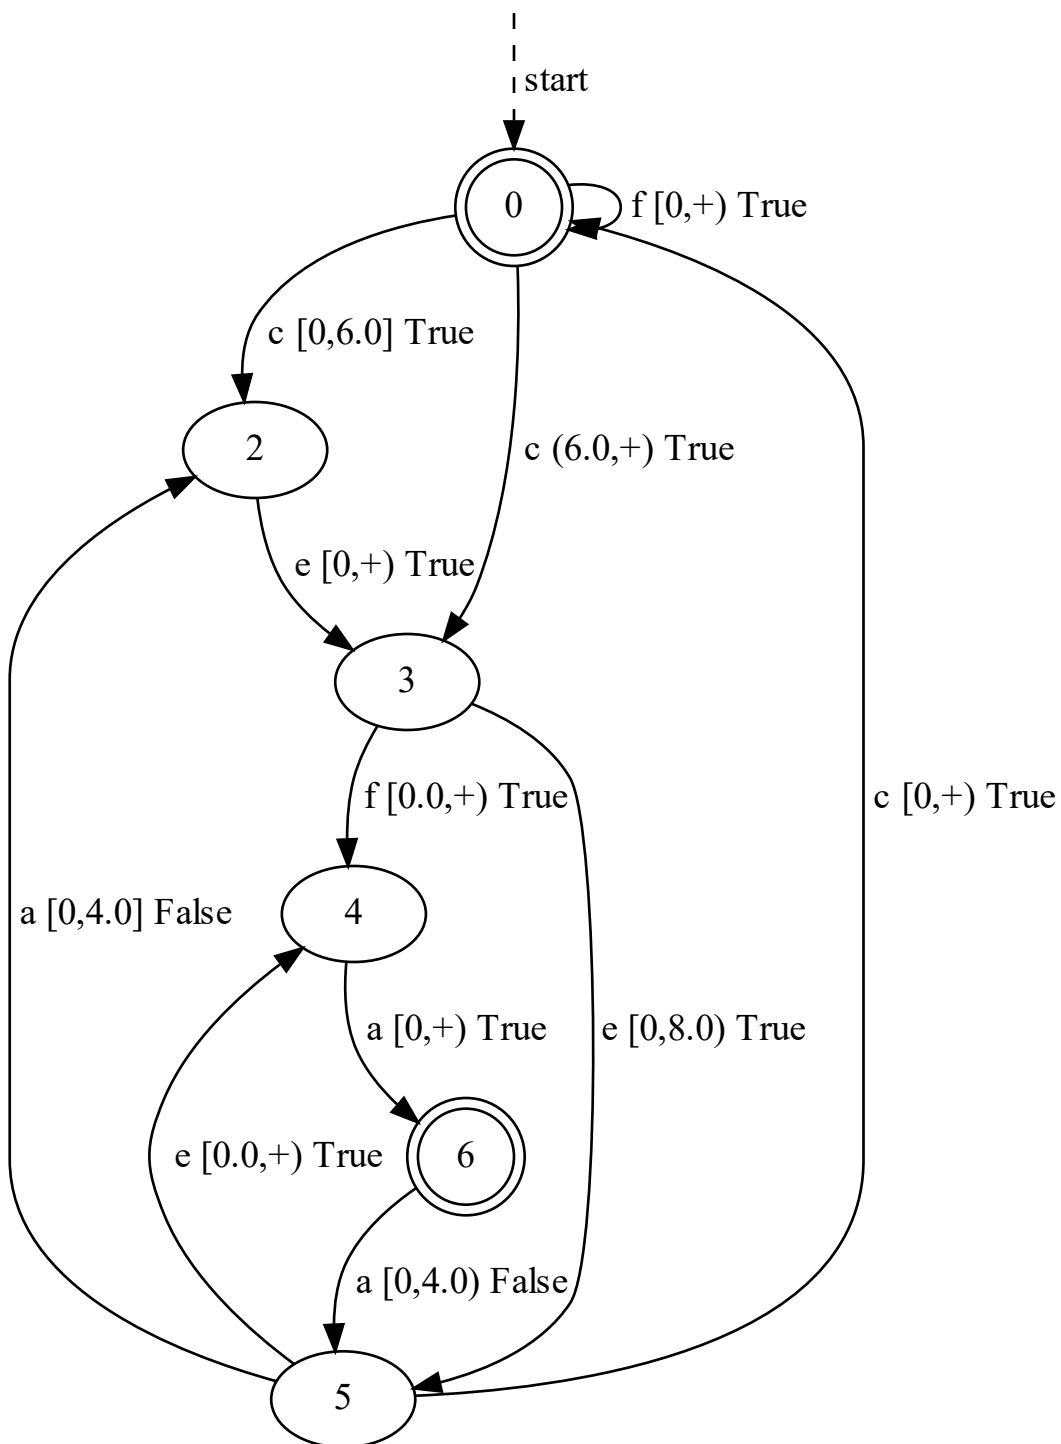 start
0
f [0,+) True
c [0,6.0] True
c (6.0,+) True
2
e [0,+) True
3
f [0.0,+) True
c [0,+) True
4
a [0,4.0] False
a [0,+) True
e [0,8.0) True
e [0.0,+) True
6
a [0,4.0) False
5